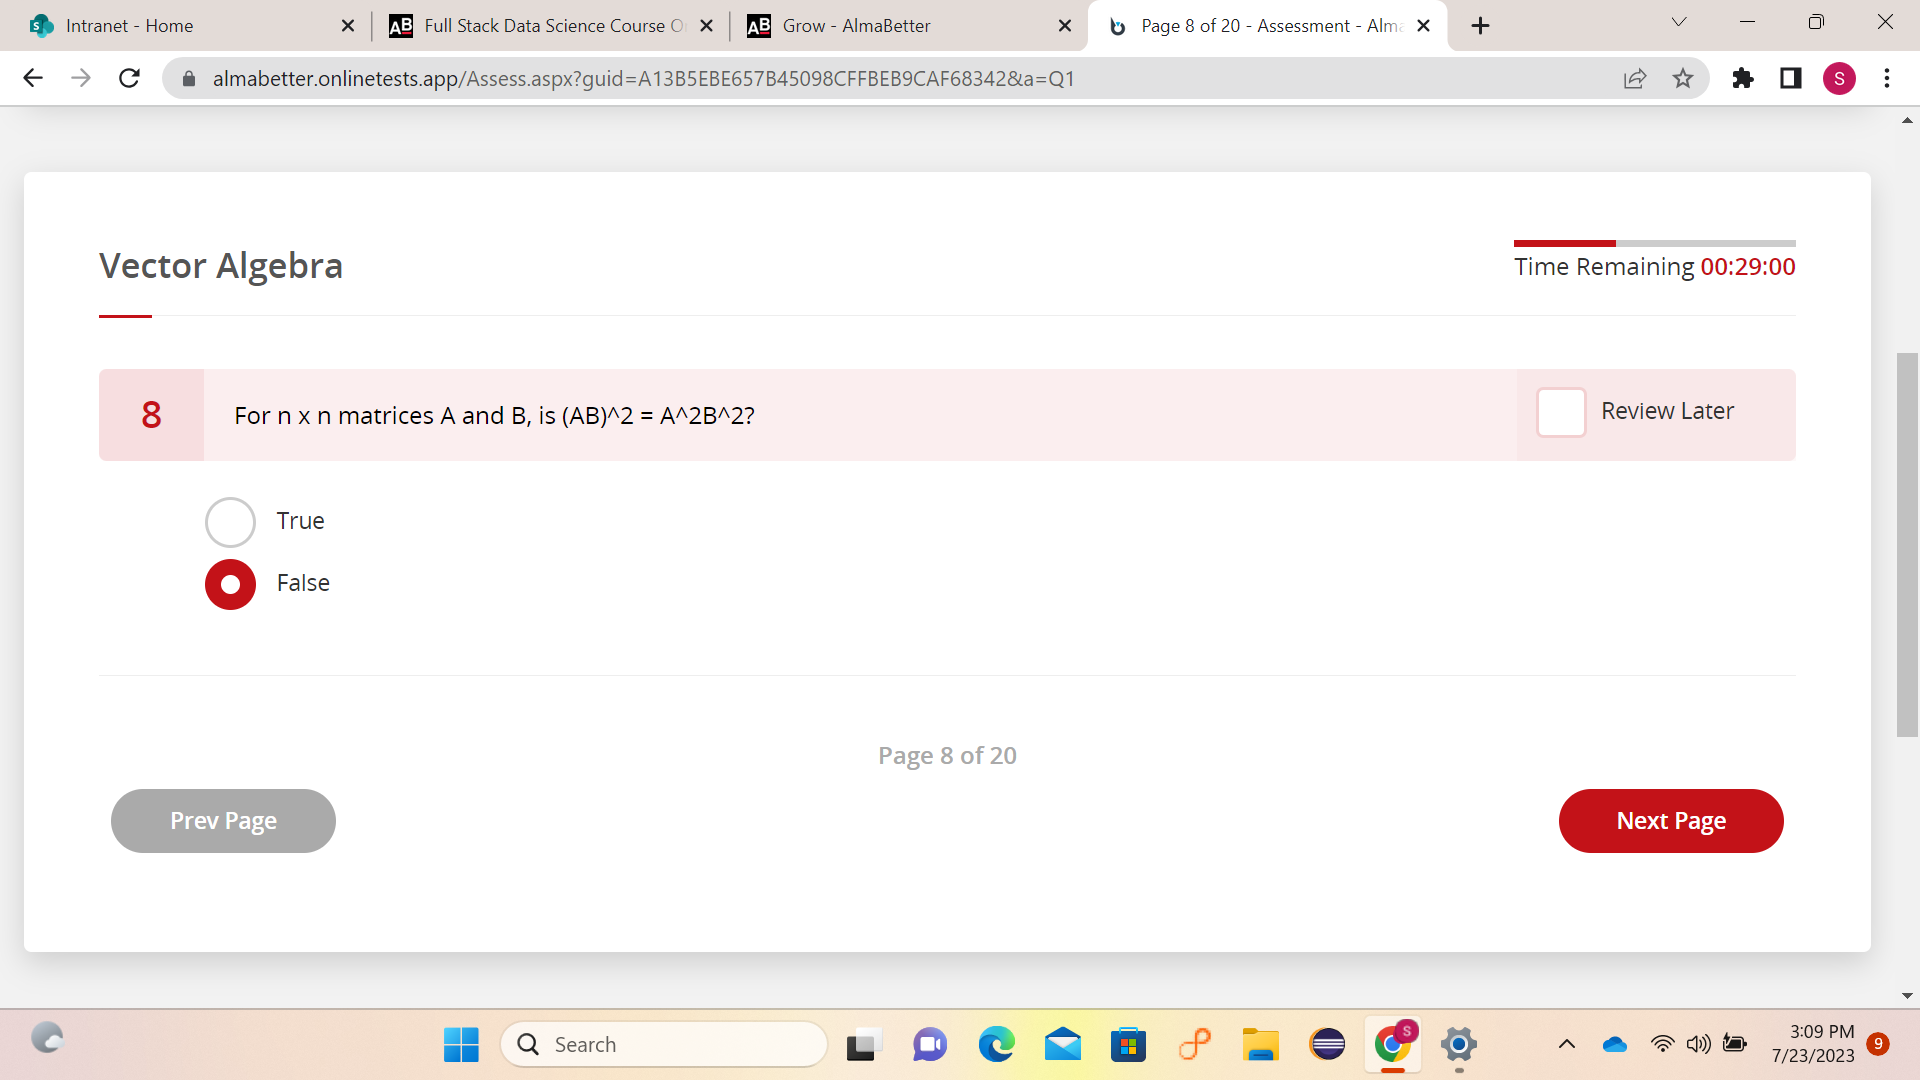 Intranet - Home
AB
Full Stack Data Science Course O
AB
Grow - AlmaBetter
Page 8 of 20 - Assessment - Alma
almabetter.onlinetests.app/Assess.aspx?guid=A13B5EBE657B45098CFFBEB9CAF68342&a=Q1
S
Vector Algebra
Time Remaining 00:29:00
8
For n x n matrices A and B, is (AB)^2 = A^2B^2?
Review Later
True
False
Page 8 of 20
Prev Page
Next Page
Search
S
3:09 PM
7/23/2023
9